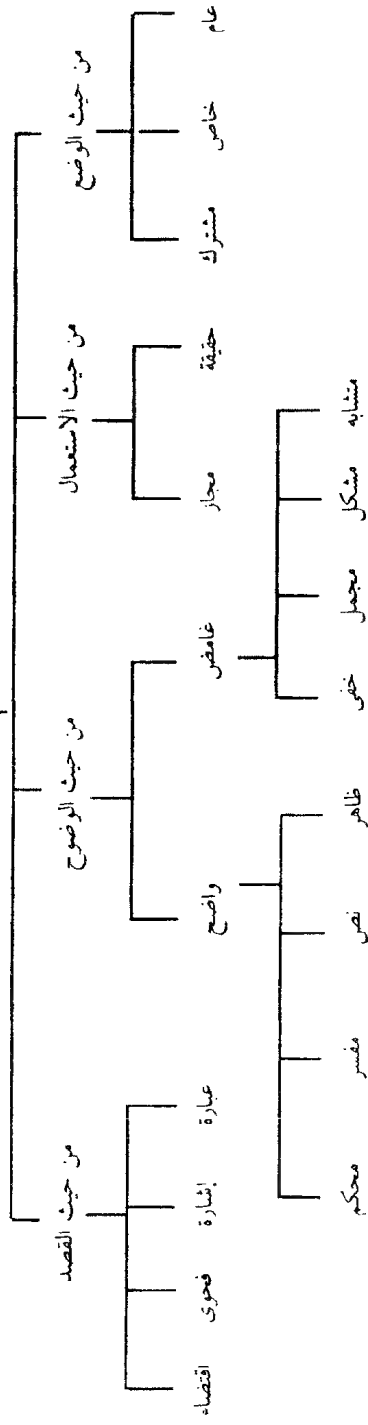 من حيث الوضع
عام
خاص
مشترك
من حيث الاستعمال
حقيقة
مجاز
من حيث الوضوح
غامض
متشابه
مشكل
مجمل
خفى
واضح
ظاهر
نص
مفسر
محكم
من حيث القصد
عبارة
إشارة
فحوى
اقتضاء